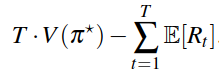 T · V(π⋆) − ∑_{t=1}^{T} 𝔼[R_t].